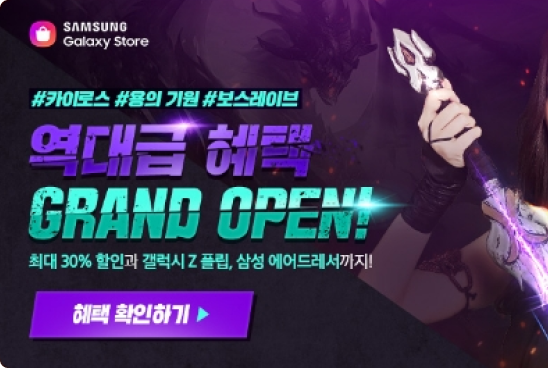 SAMSUNG
Galaxy Store
#카이로스 #용의 기원 #보스레이브
역대급 혜택
GRAND OPEN!
최대 30% 할인과 갤럭시 Z 플립, 삼성 에어드레서까지!
혜택 확인하기